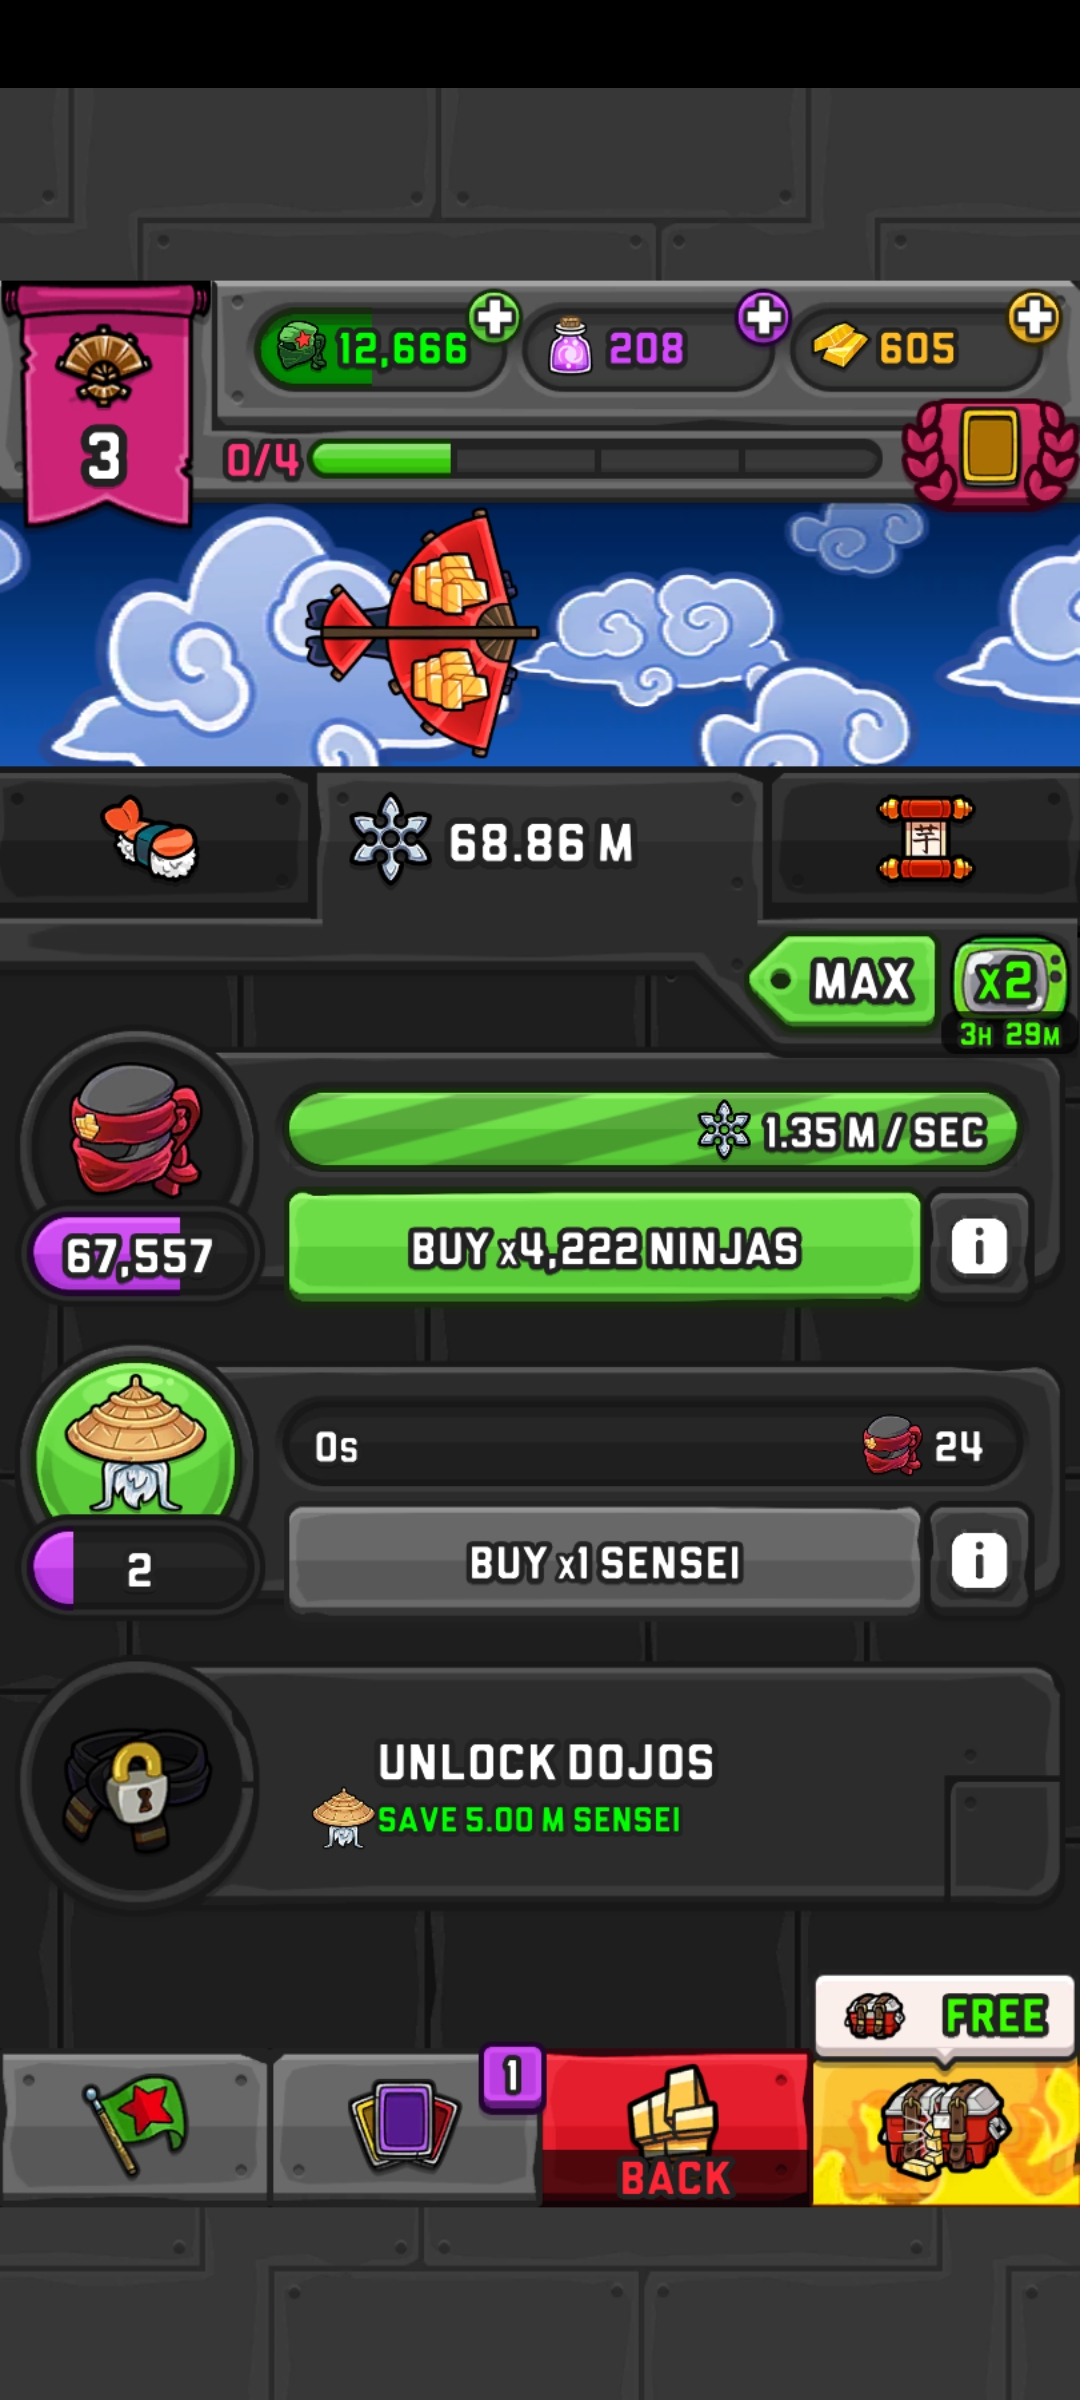 12,666
208
605
3
0/4
68.86 M
芋
MAX
x2
3H 29M
1.35 M / SEC
67,557
BUY x4,222 NINJAS
i
0s
24
2
BUY x1 SENSEI
i
UNLOCK DOJOS
SAVE 5.00 M SENSEI
FREE
1
BACK